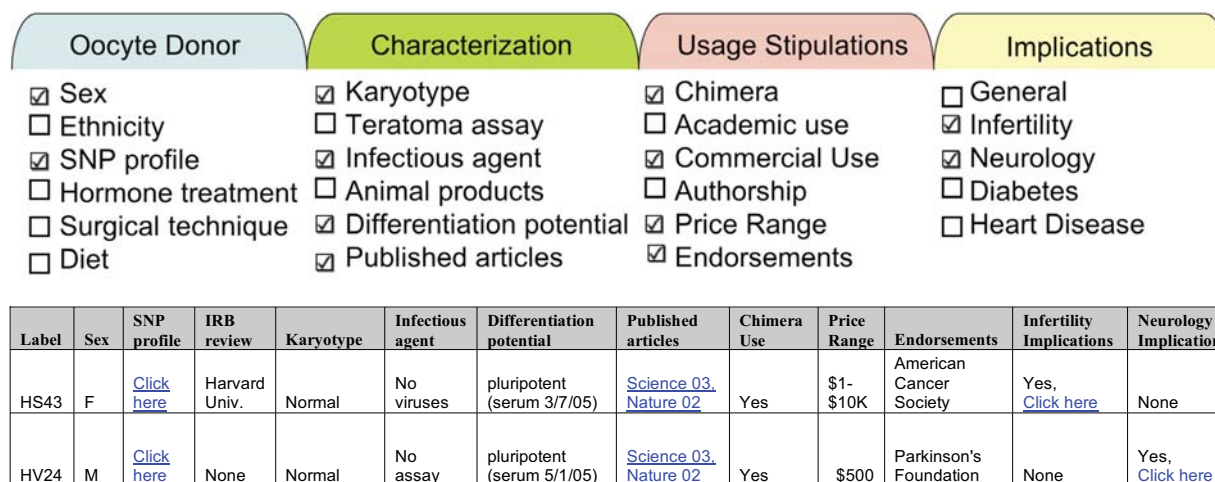 Oocyte Donor
Characterization
Usage Stipulations
Implications
Sex
Ethnicity
SNP profile
Hormone treatment
Surgical technique
Diet
Karyotype
Teratoma assay
Infectious agent
Animal products
Differentiation potential
Published articles
Chimera
Academic use
Commercial Use
Authorship
Price Range
Endorsements
General
Infertility
Neurology
Diabetes
Heart Disease
Label
Sex
SNP
profile
IRB
review
Karyotype
Infectious
agent
Differentiation
potential
Published
articles
Chimera
Use
Price
Range
Endorsements
Infertility
Implications
Neurology
Implication
HS43
F
Click
here
Harvard
Univ.
Normal
No
viruses
pluripotent
(serum 3/7/05)
Science 03,
Nature 02
Yes
$1-
$10K
American
Cancer
Society
Yes,
Click here
None
HV24
M
Click
here
None
Normal
No
assay
pluripotent
(serum 5/1/05)
Science 03,
Nature 02
Yes
$500
Parkinson's
Foundation
None
Yes,
Click here